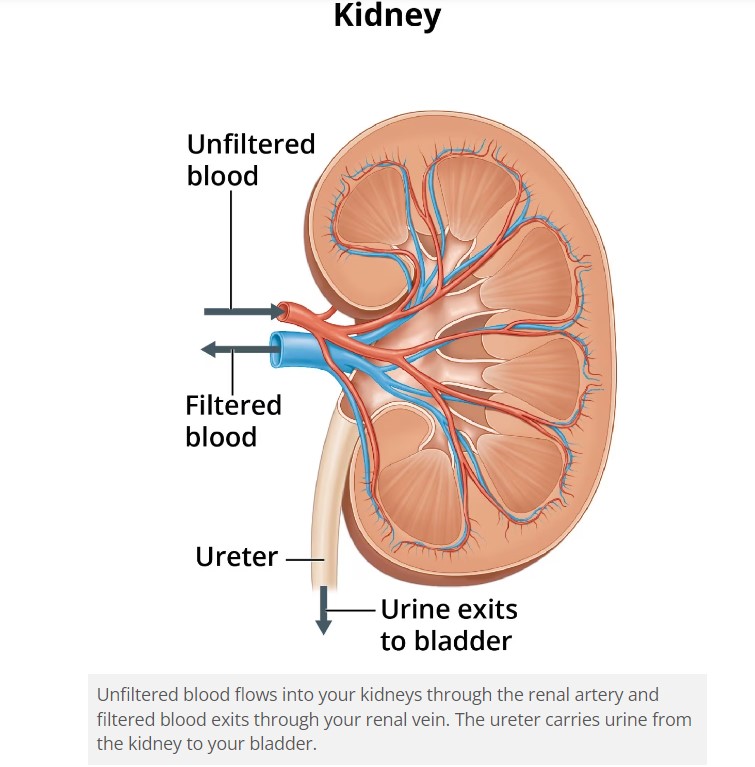 Kidney
Unfiltered
blood
Filtered
blood
Ureter
Urine exits
to bladder
Unfiltered blood flows into your kidneys through the renal artery and
filtered blood exits through your renal vein. The ureter carries urine from
the kidney to your bladder.